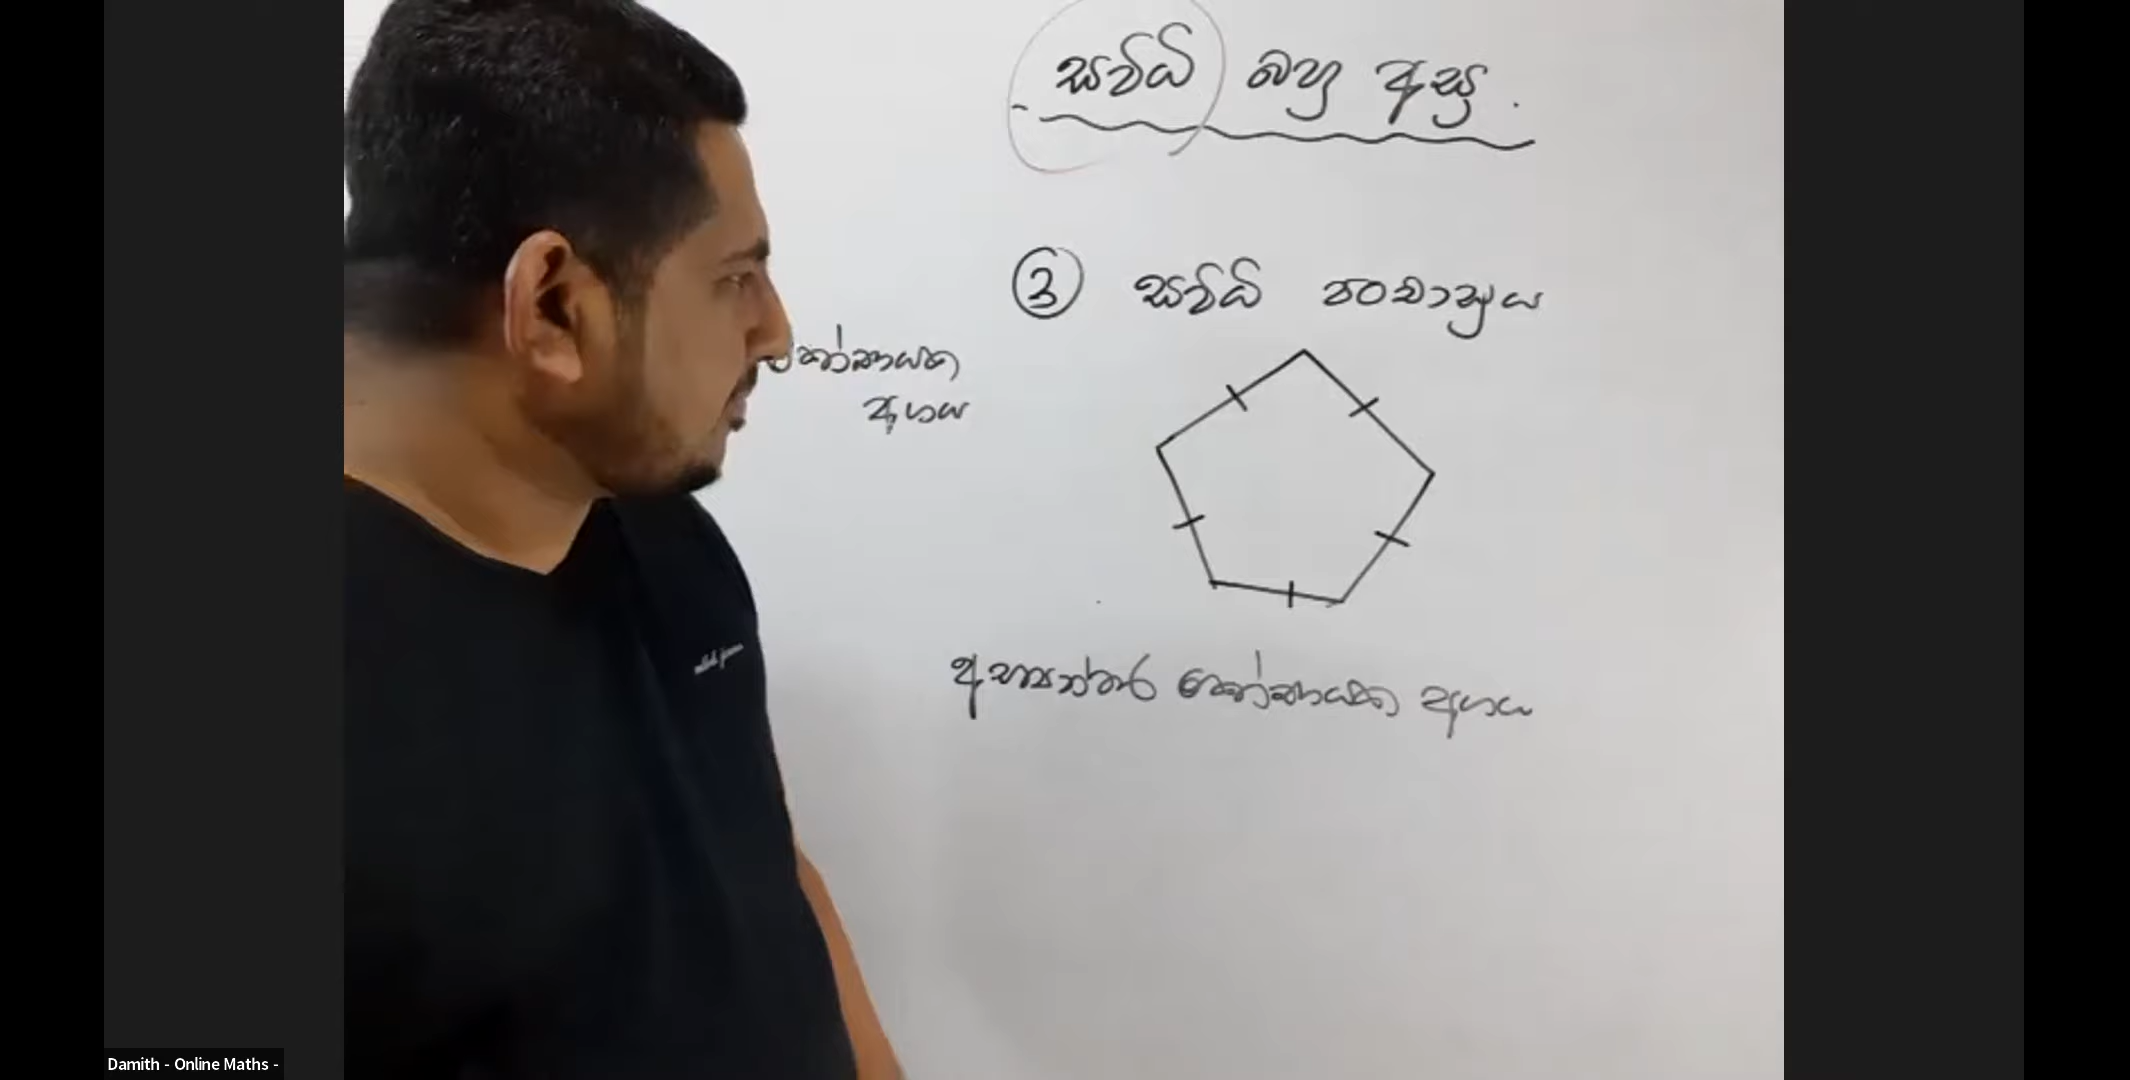 සවිධි බහු අස්‍ර.
③ සවිධි පංචාස්‍රය
කෝණයක
අගය
අභ්‍යන්තර කෝණයක අගය
Damith - Online Maths -